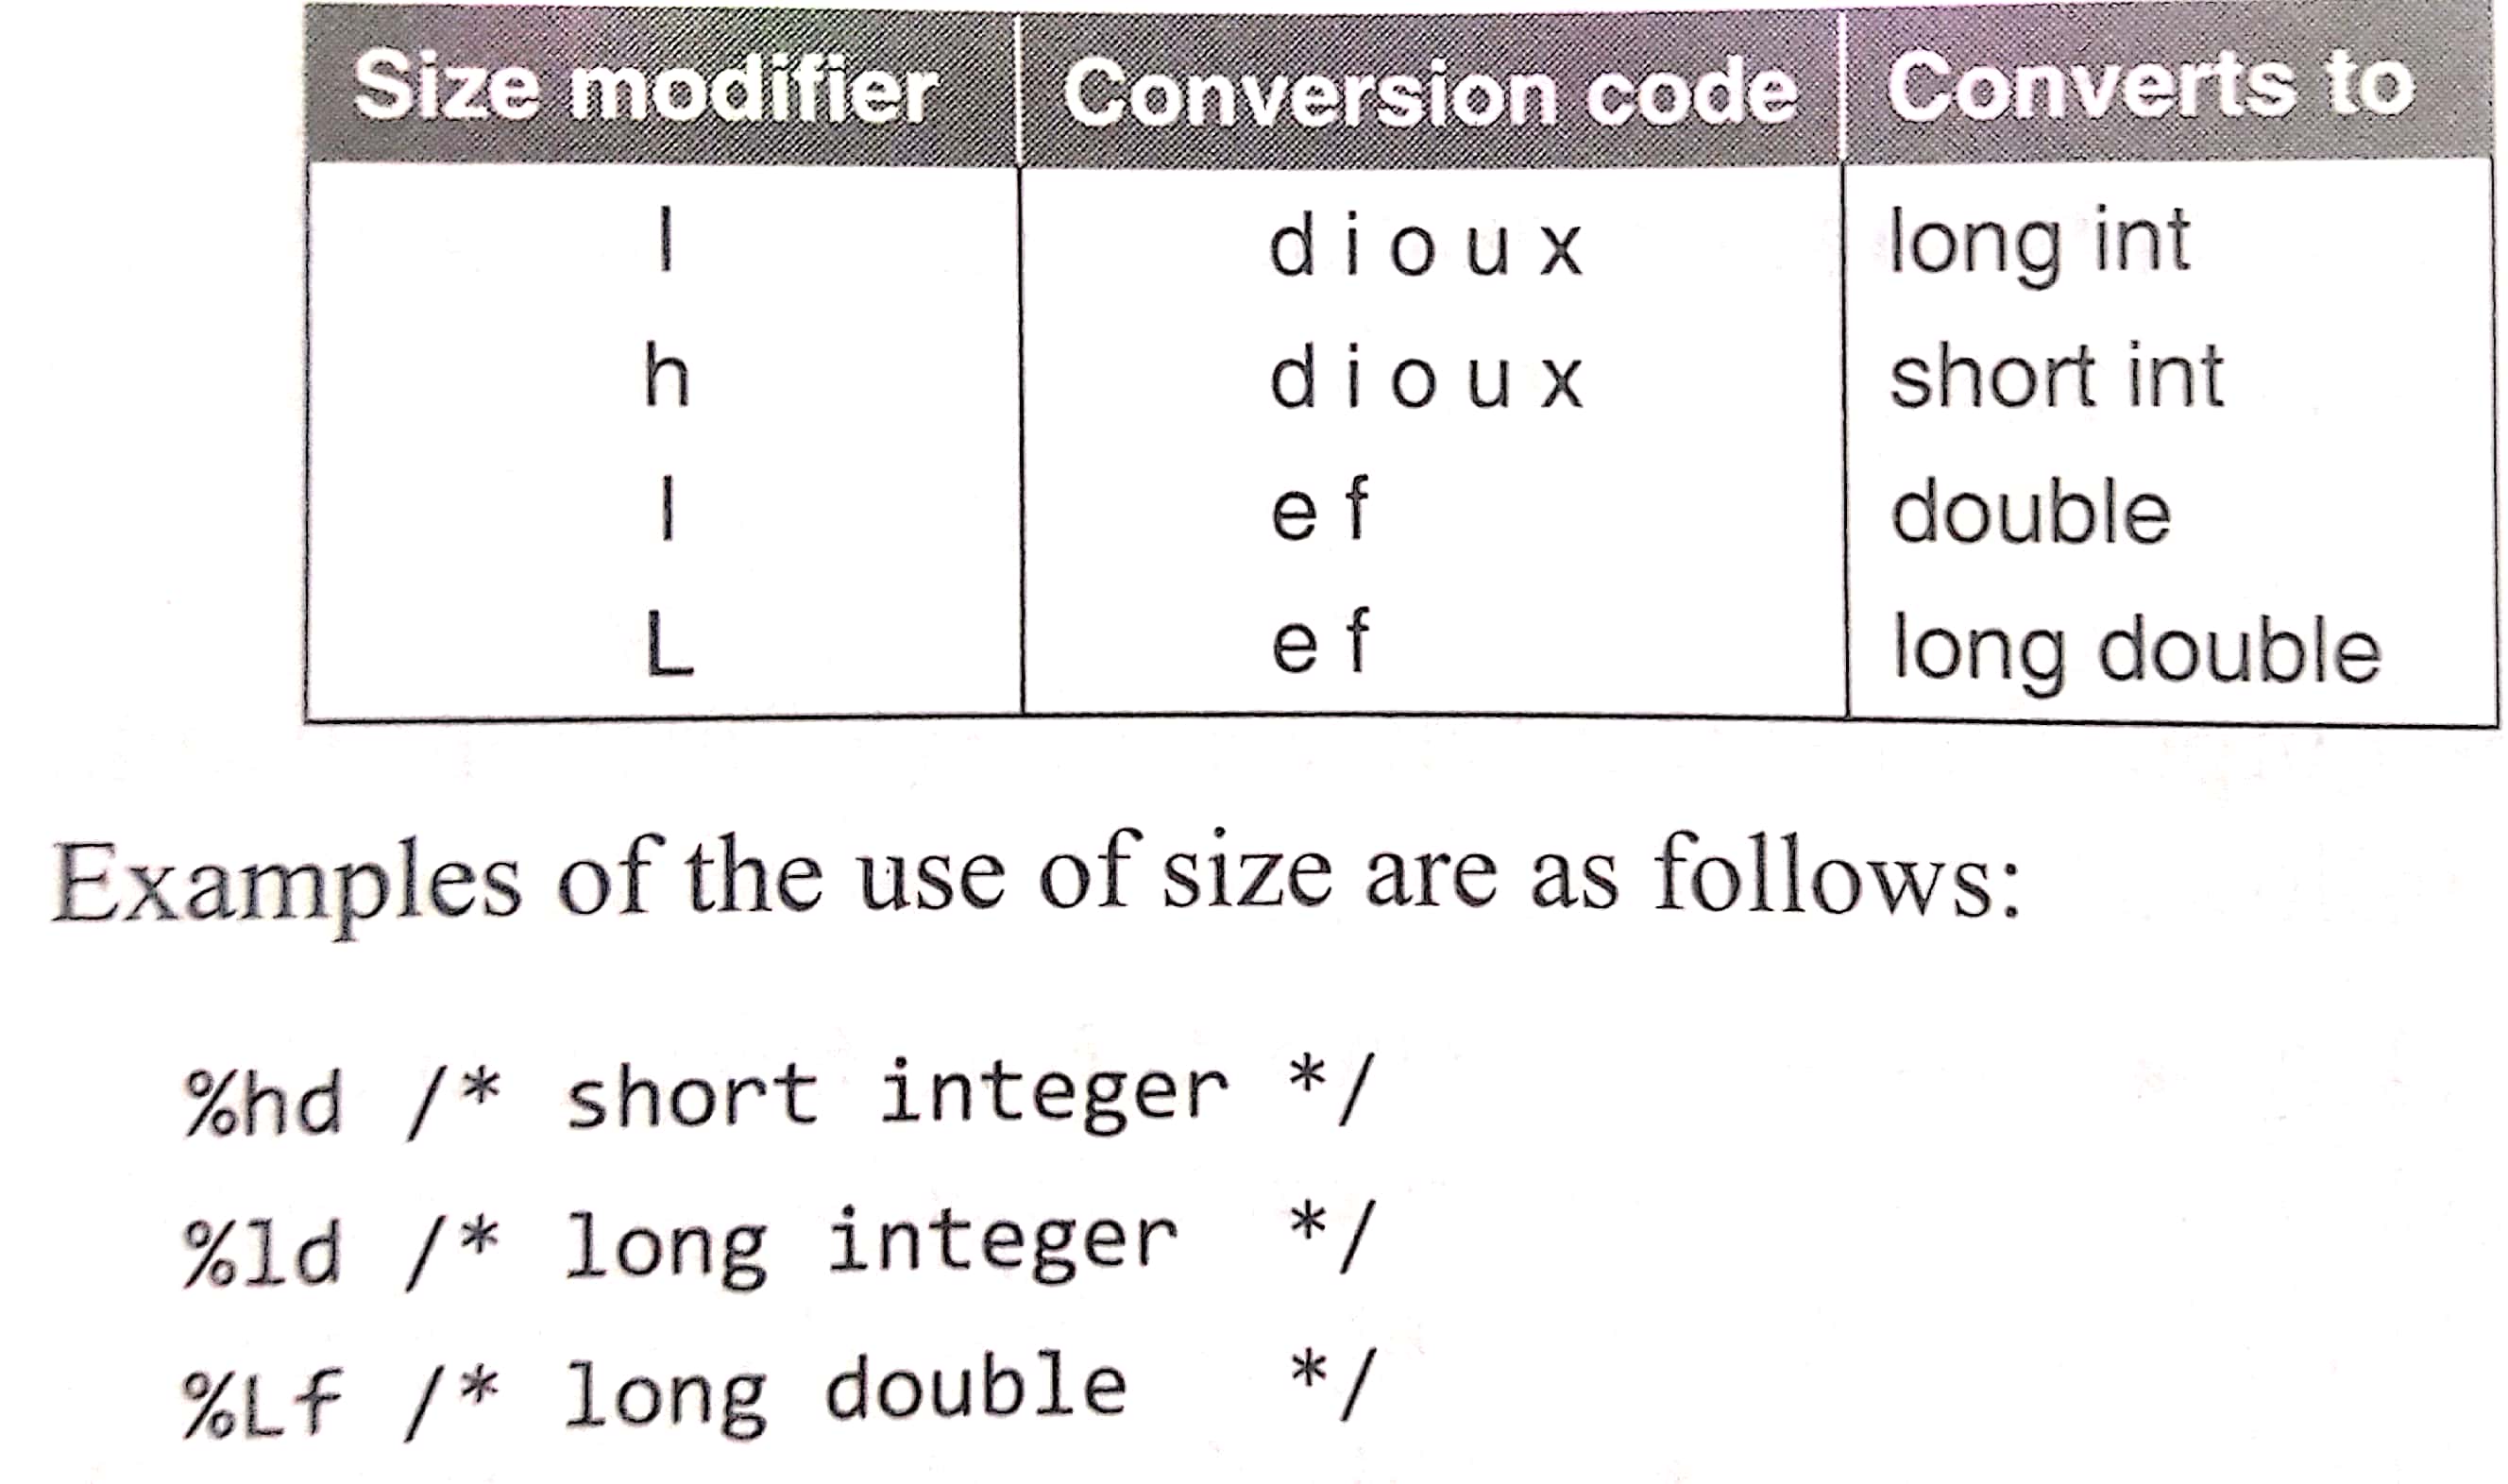 Size modifier Conversion code Converts to
l d i o u x long int
h d i o u x short int
l e f double
L e f long double
Examples of the use of size are as follows:
%hd /* short integer */
%ld /* long integer */
%Lf /* long double */